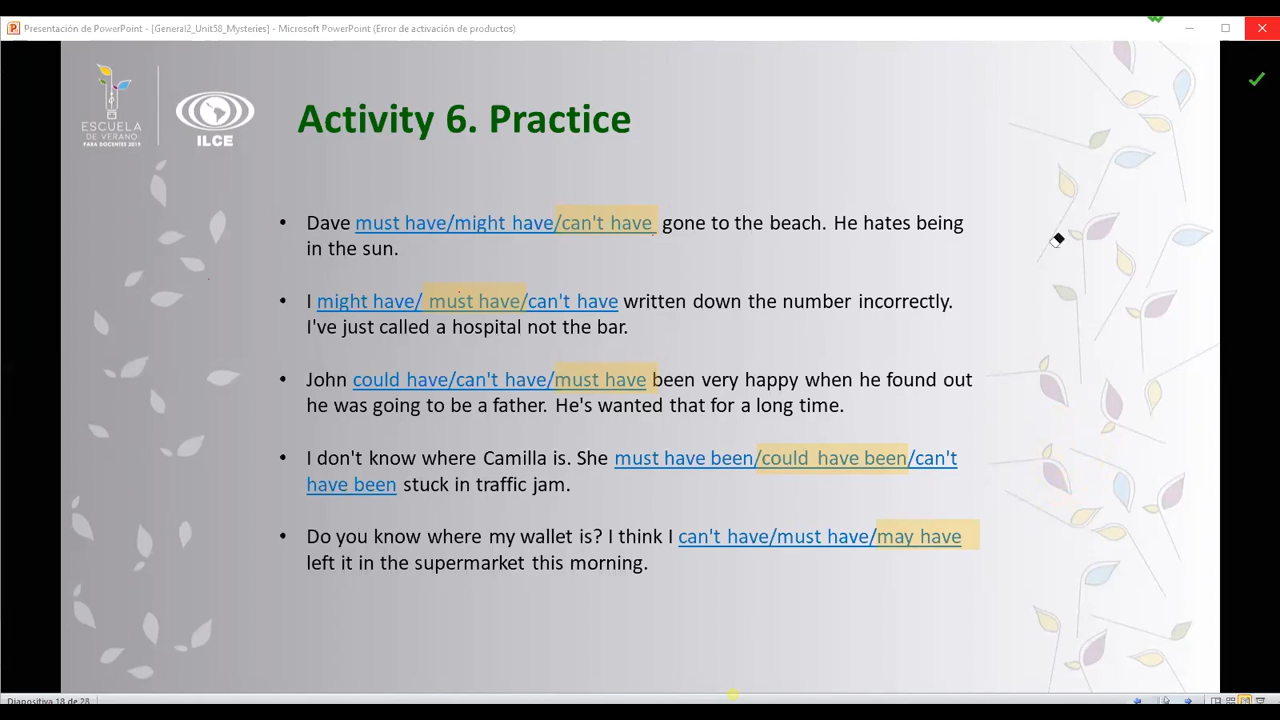 Presentación de PowerPoint - [General2_Unit58_Mysteries] - Microsoft PowerPoint (Error de activación de productos)
ESCUELA
DE VERANO
PARA DOCENTES 2019
ILCE
Activity 6. Practice
• Dave must have/might have/can't have gone to the beach. He hates being
in the sun.
• I might have/ must have/can't have written down the number incorrectly.
I've just called a hospital not the bar.
• John could have/can't have/must have been very happy when he found out
he was going to be a father. He's wanted that for a long time.
• I don't know where Camilla is. She must have been/could have been/can't
have been stuck in traffic jam.
• Do you know where my wallet is? I think I can't have/must have/may have
left it in the supermarket this morning.
Diapositiva 18 de 28